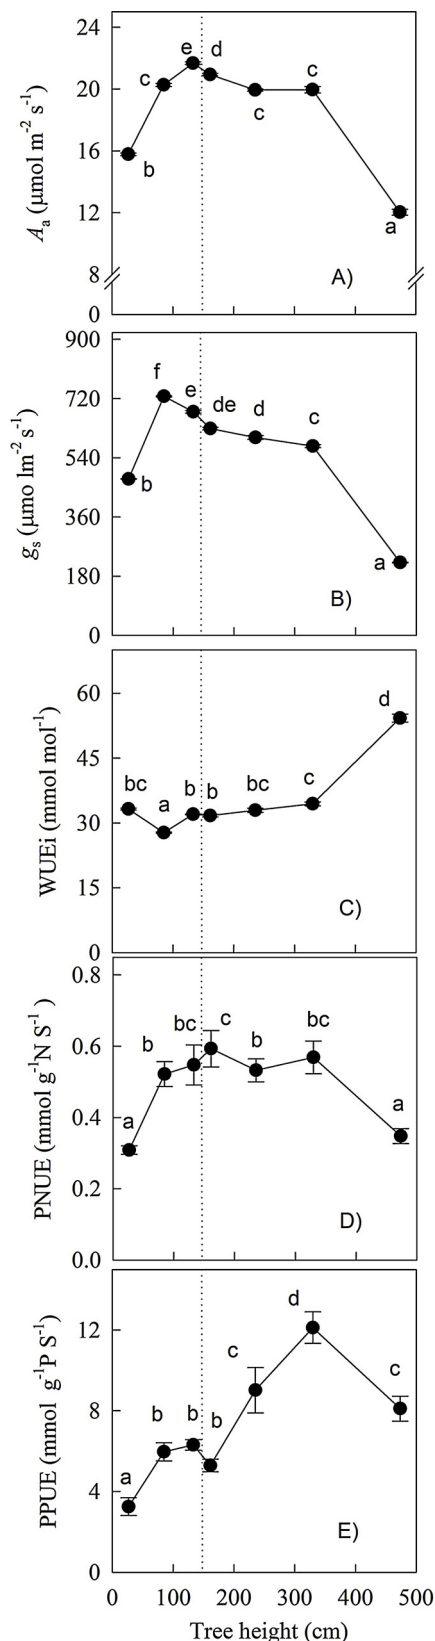 24
20
16
12
8
0
A_a (μmol m⁻² s⁻¹)
b
c
e
d
c
c
a
A)
900
720
540
360
180
0
g_s (μmo lm⁻² s⁻¹)
b
f
e
de
d
c
a
B)
60
45
30
15
0
WUEi (mmol mol⁻¹)
bc
a
b
b
bc
c
d
C)
0.8
0.6
0.4
0.2
0.0
PNUE (mmol g⁻¹N S⁻¹)
a
b
bc
c
b
bc
a
D)
12
8
4
0
PPUE (mmol g⁻¹P S⁻¹)
a
b
b
b
c
d
c
E)
0 100 200 300 400 500
Tree height (cm)